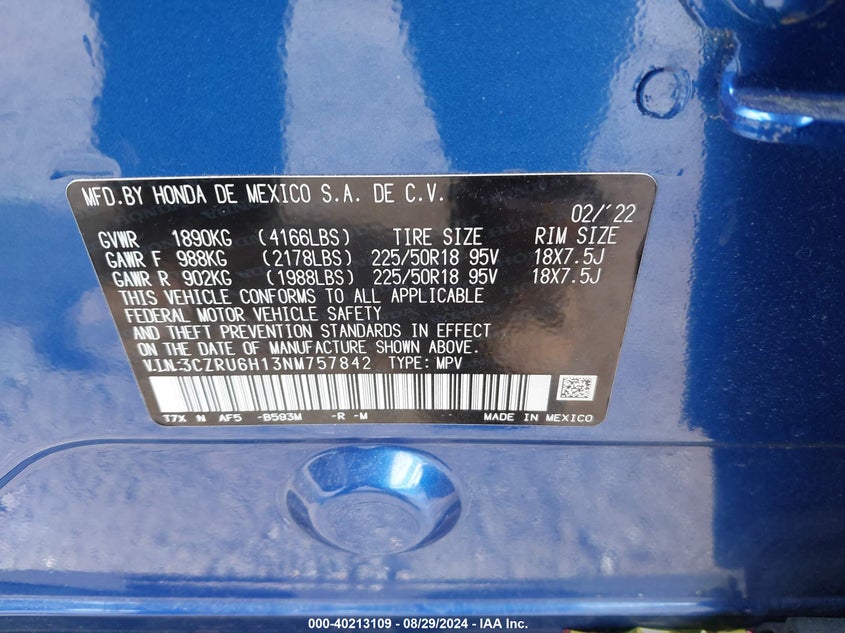 MFD.BY HONDA DE MEXICO S.A. DE C.V.
02/'22
GVWR 1890KG (4166LBS) TIRE SIZE RIM SIZE
GAWR F 988KG (2178LBS) 225/50R18 95V 18X7.5J
GAWR R 902KG (1988LBS) 225/50R18 95V 18X7.5J
THIS VEHICLE CONFORMS TO ALL APPLICABLE
FEDERAL MOTOR VEHICLE SAFETY
AND THEFT PREVENTION STANDARDS IN EFFECT
ON THE DATE OF MANUFACTURE SHOWN ABOVE.
V.I.N.:3CZRU6H13NM757842 TYPE: MPV
T7X N AF5 -B593M -R -M MADE IN MEXICO
000-40213109 - 08/29/2024 - IAA Inc.